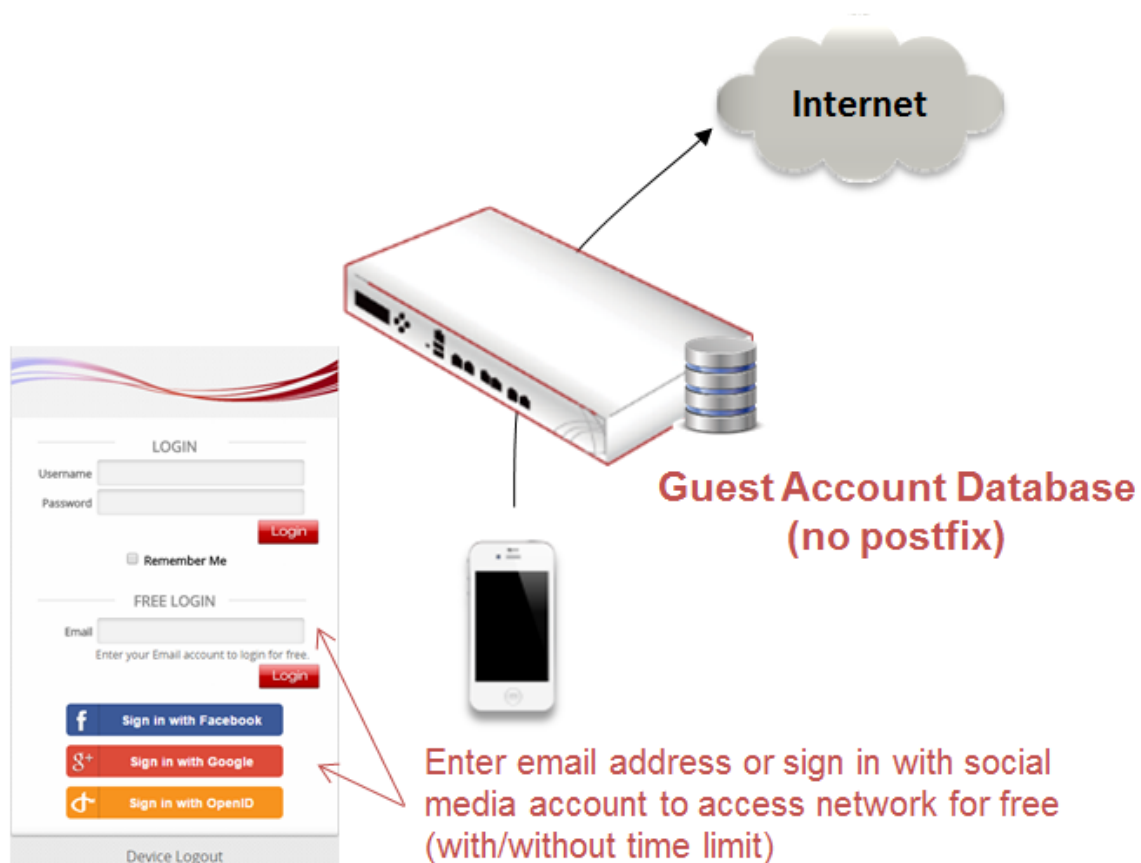 Internet
Guest Account Database
(no postfix)
LOGIN
Username
Password
Login
Remember Me
FREE LOGIN
Email
Enter your Email account to login for free.
Login
f Sign in with Facebook
g+ Sign in with Google
Sign in with OpenID
Device Logout
Enter email address or sign in with social
media account to access network for free
(with/without time limit)